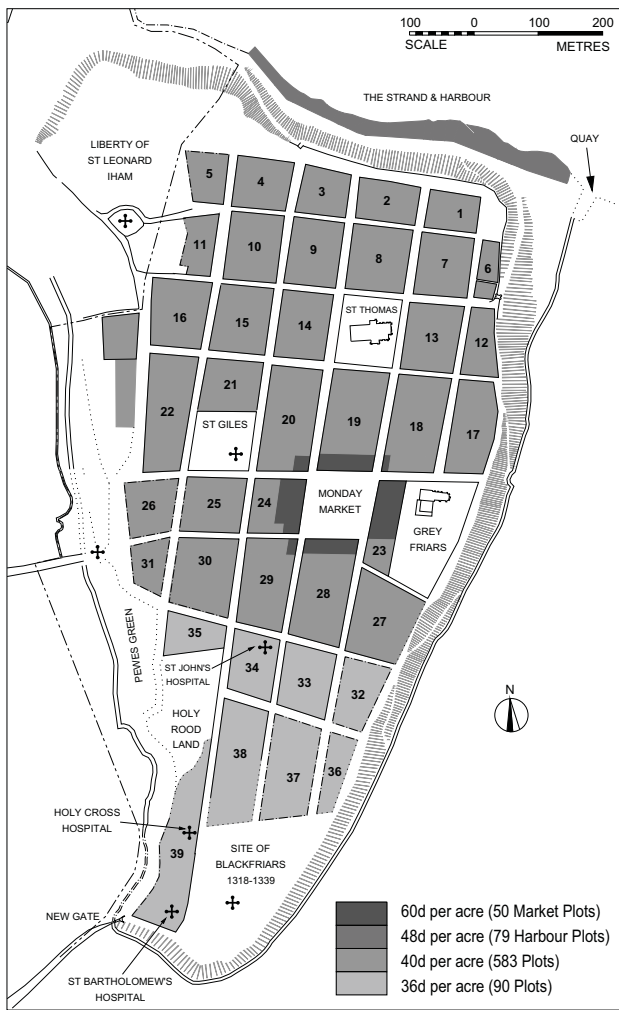 100 0 100 200
SCALE METRES
THE STRAND & HARBOUR
QUAY
LIBERTY OF
ST LEONARD
IHAM
5
4
3
2
1
11
10
9
8
7
6
16
15
14
ST THOMAS
13
12
22
21
ST GILES
20
19
18
17
26
25
24
MONDAY
MARKET
GREY
FRIARS
23
31
30
29
28
27
PEWES GREEN
35
34
ST JOHN'S
HOSPITAL
33
32
HOLY
ROOD
LAND
N
38
37
36
HOLY CROSS
HOSPITAL
39
SITE OF
BLACKFRIARS
1318-1339
NEW GATE
ST BARTHOLOMEW'S
HOSPITAL
60d per acre (50 Market Plots)
48d per acre (79 Harbour Plots)
40d per acre (583 Plots)
36d per acre (90 Plots)